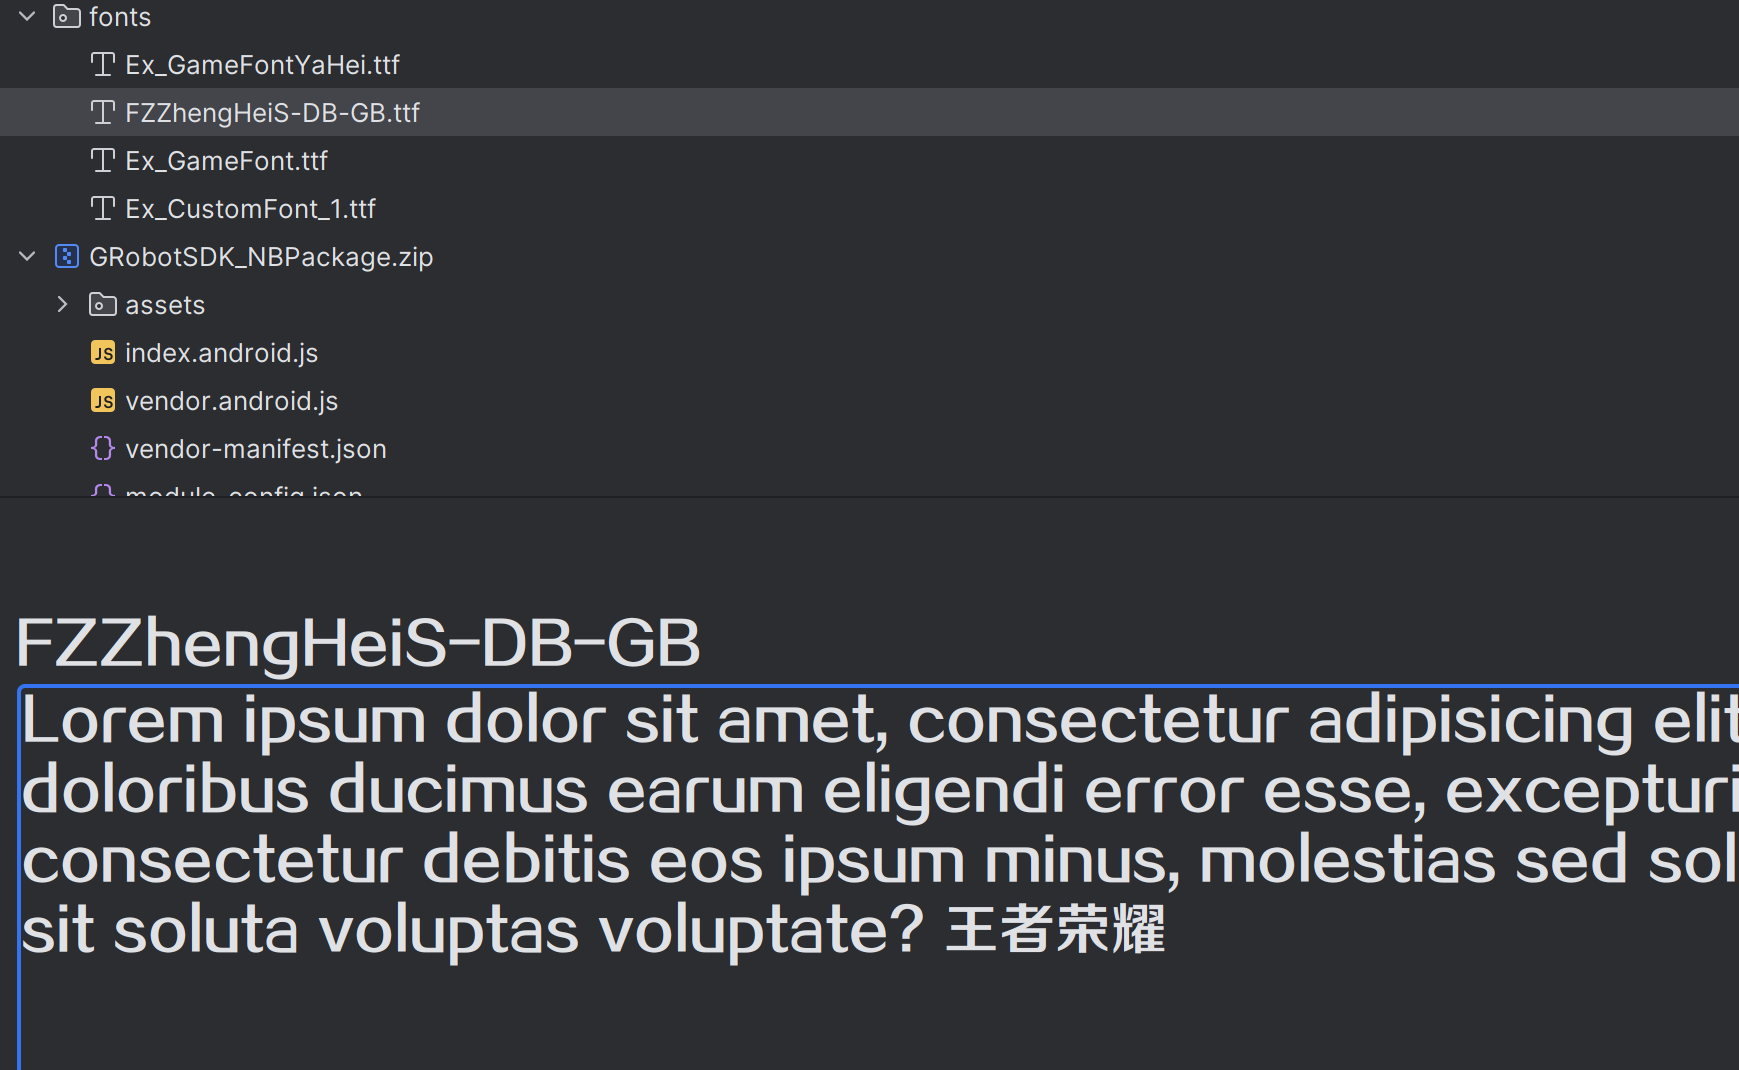 fonts
Ex_GameFontYaHei.ttf
FZZhengHeiS-DB-GB.ttf
Ex_GameFont.ttf
Ex_CustomFont_1.ttf
GRobotSDK_NBPackage.zip
assets
JS index.android.js
JS vendor.android.js
{} vendor-manifest.json
{} module_config.json
FZZhengHeiS-DB-GB
Lorem ipsum dolor sit amet, consectetur adipisicing elit
doloribus ducimus earum eligendi error esse, excepturi
consectetur debitis eos ipsum minus, molestias sed sol
sit soluta voluptas voluptate? 王者荣耀